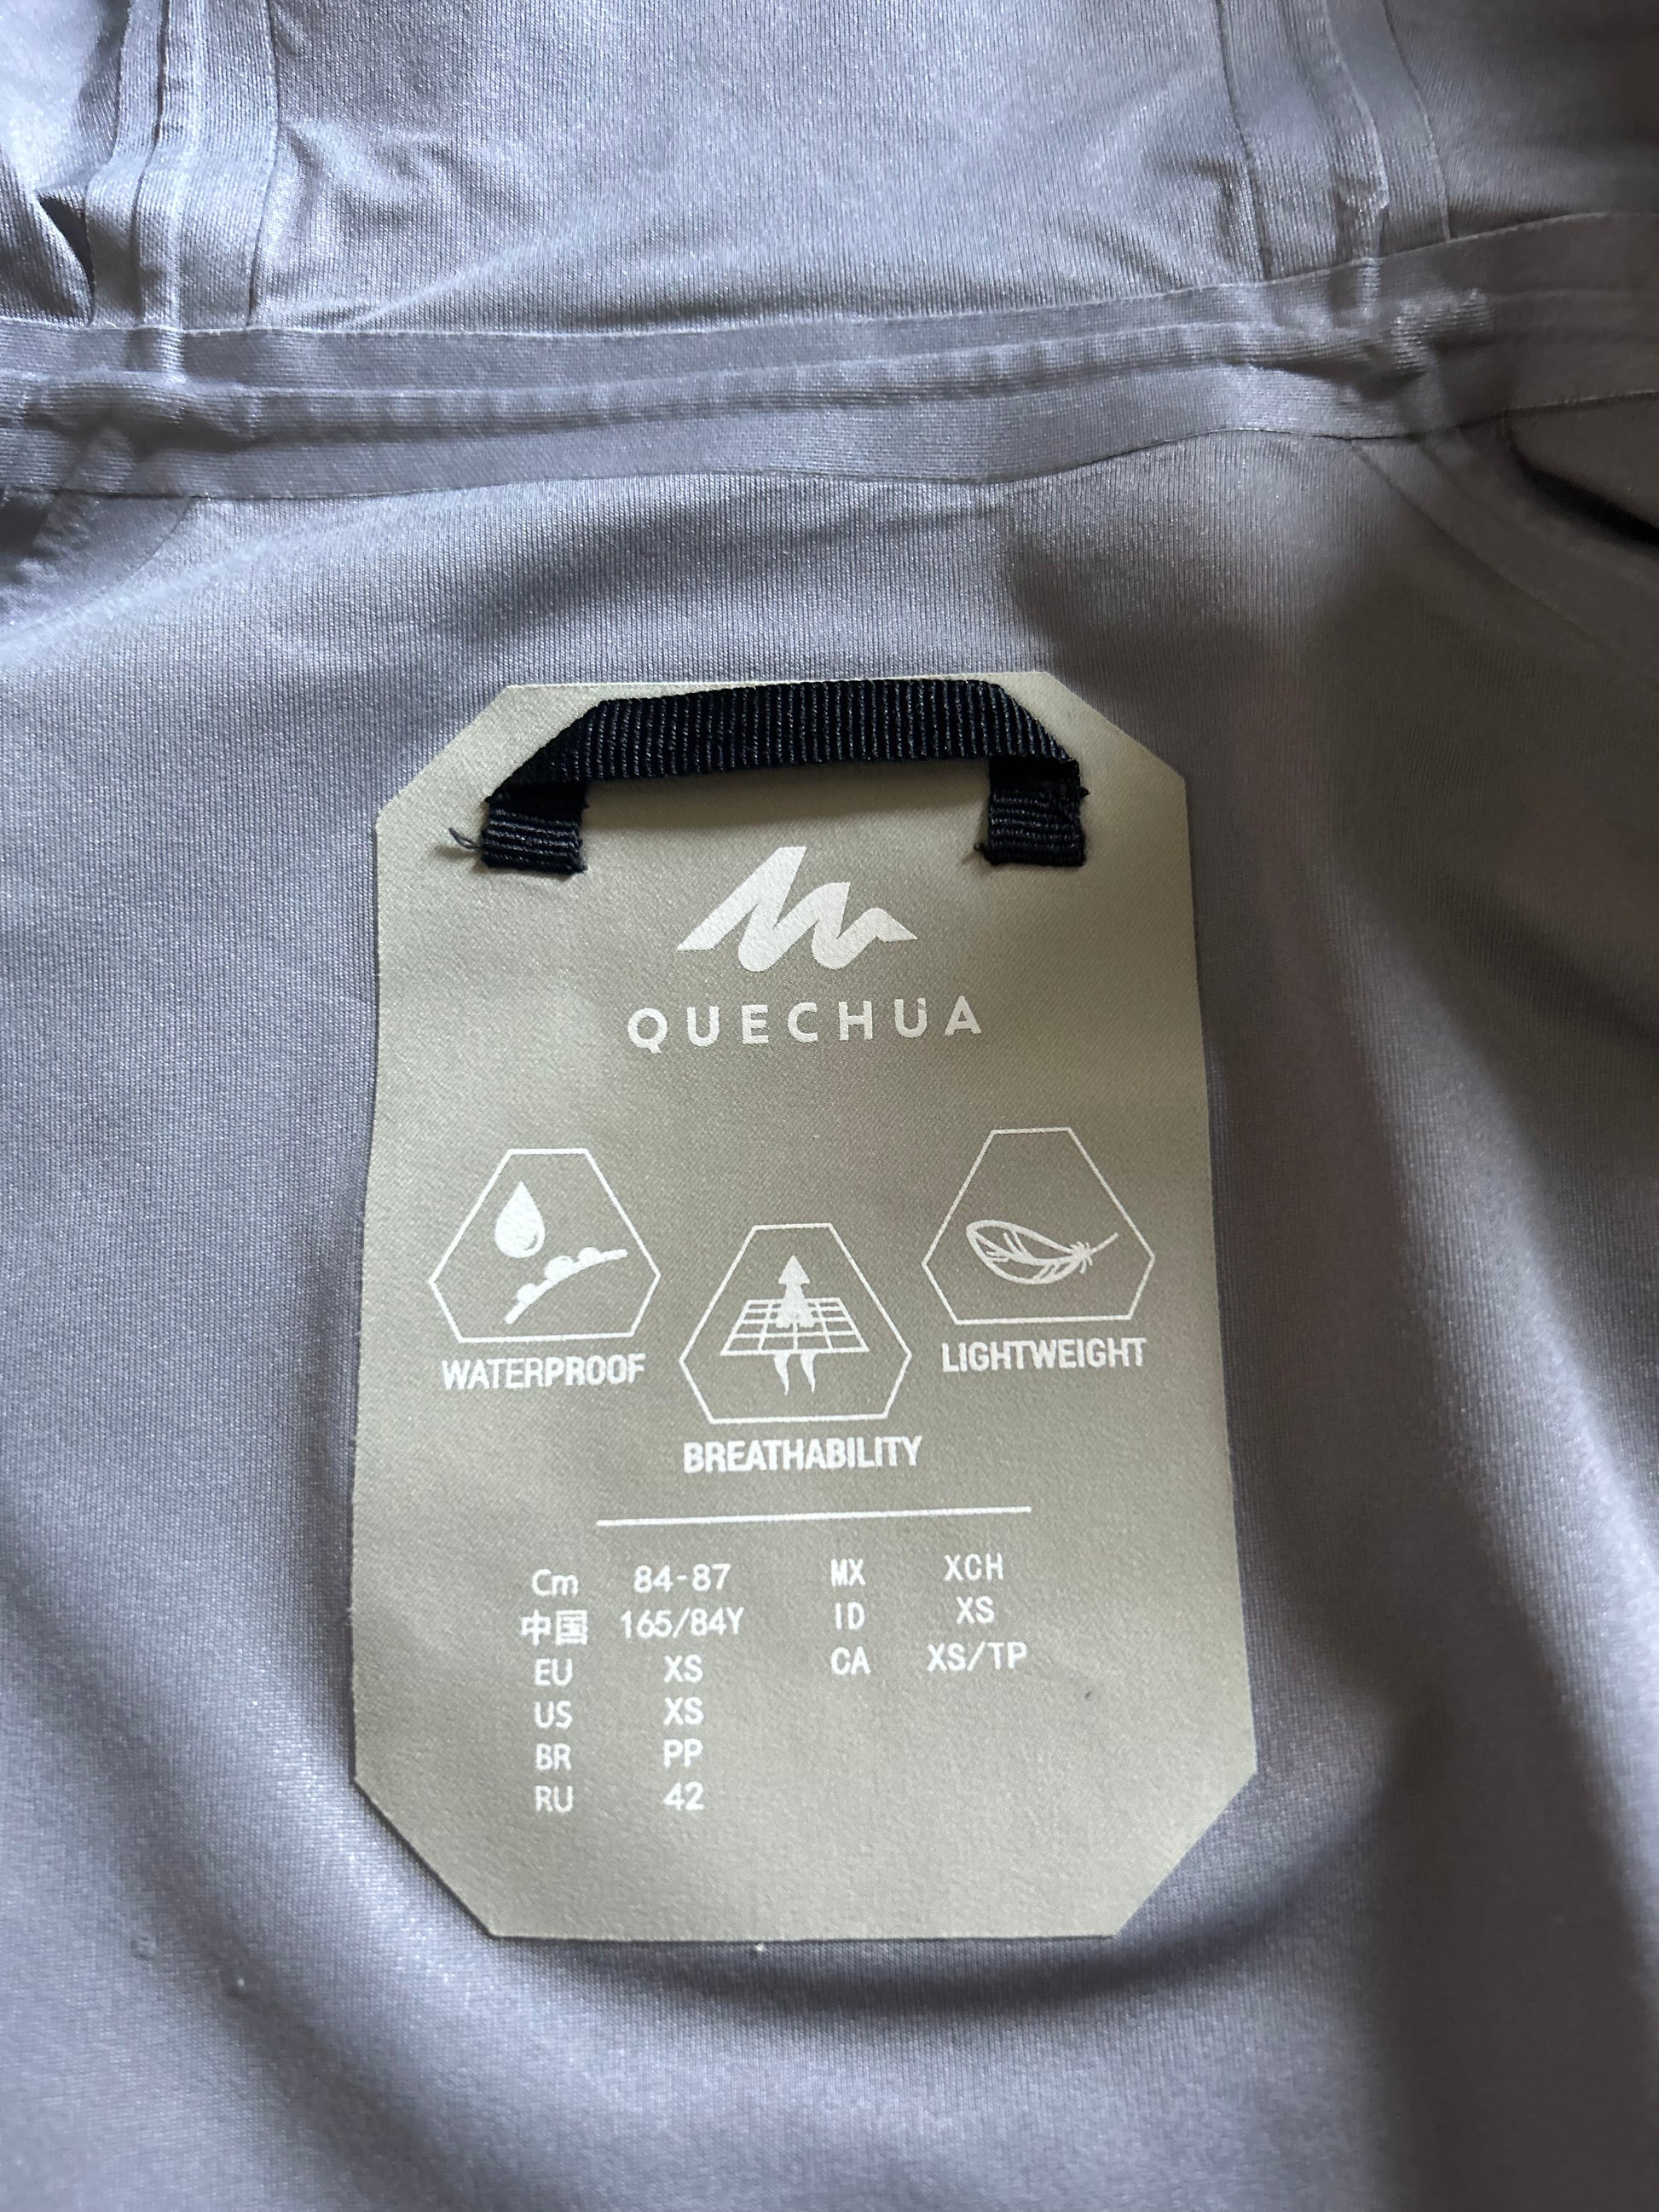 QUECHUA
WATERPROOF
BREATHABILITY
LIGHTWEIGHT
Cm 84-87 MX XCH
中国 165/84Y ID XS
EU XS CA XS/TP
US XS
BR PP
RU 42